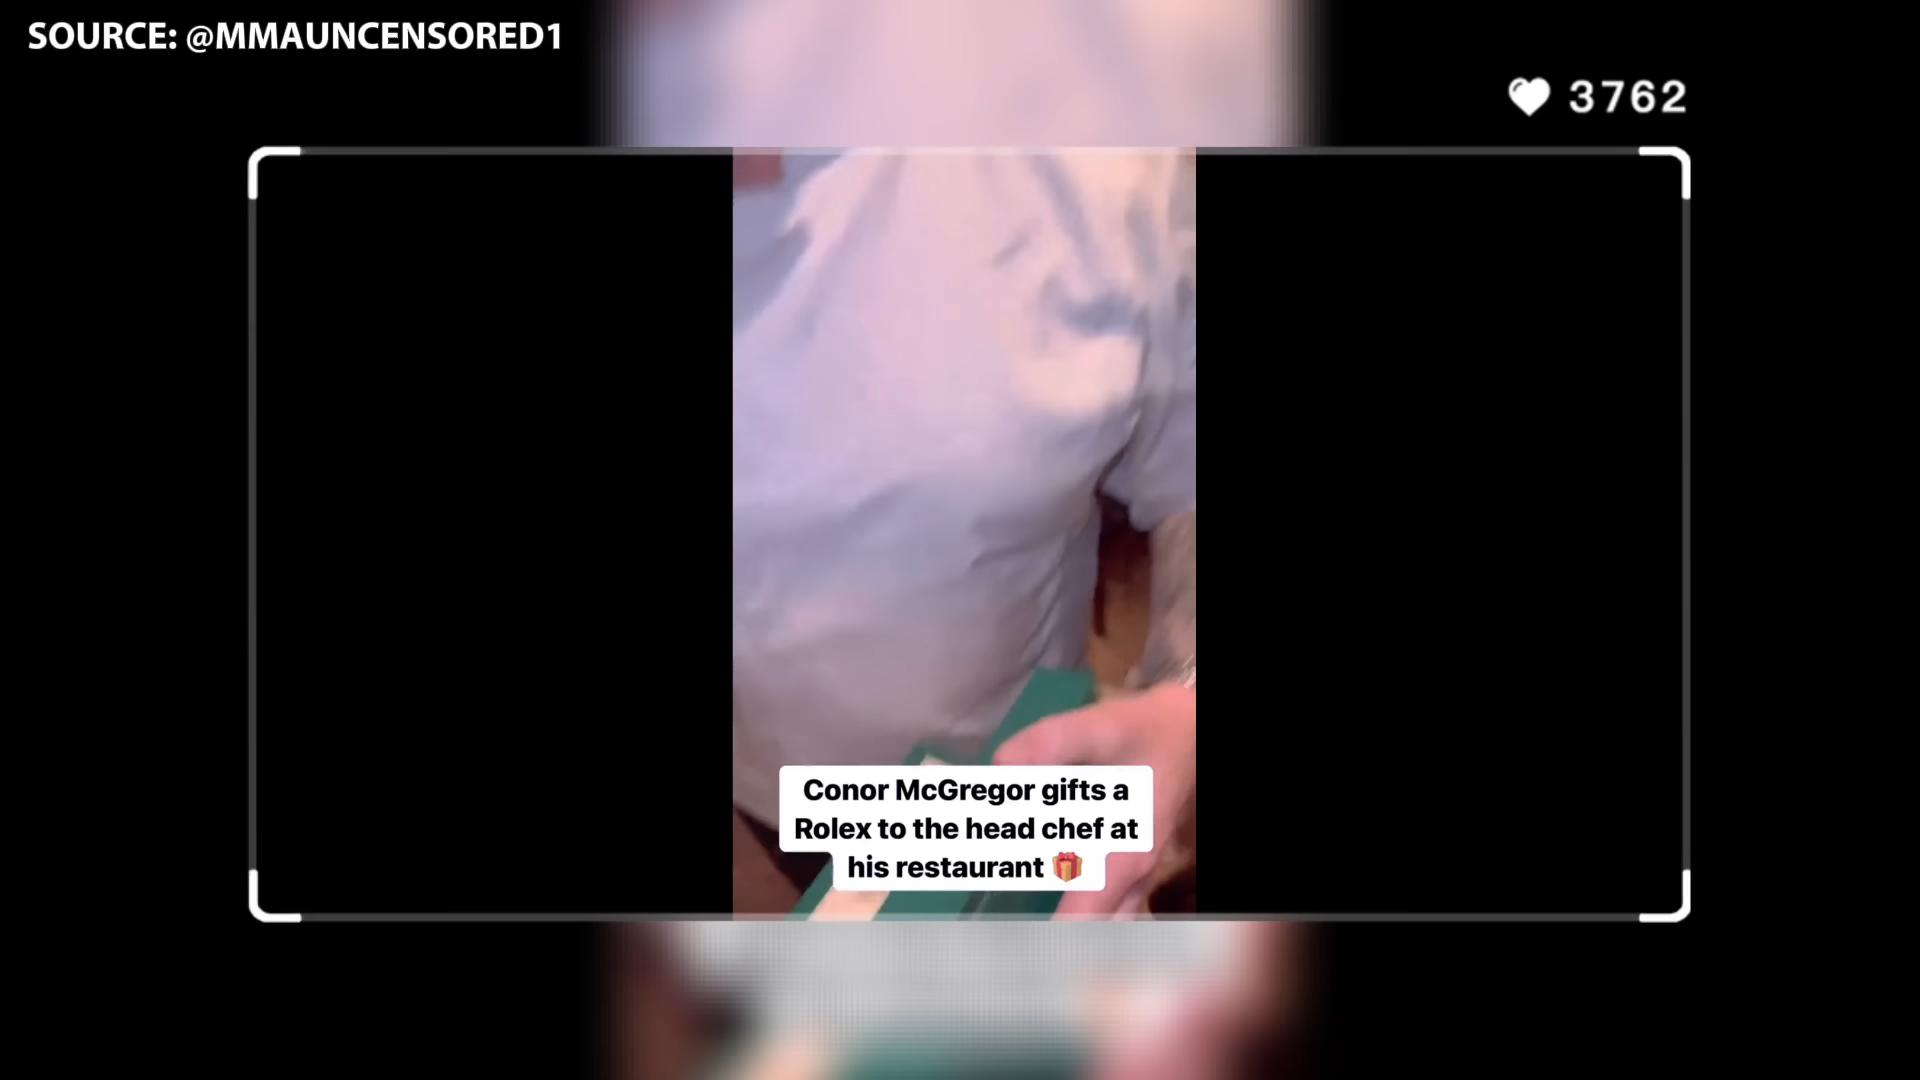 SOURCE: @MMAUNCENSORED1
3762
Conor McGregor gifts a
Rolex to the head chef at
his restaurant 🎁